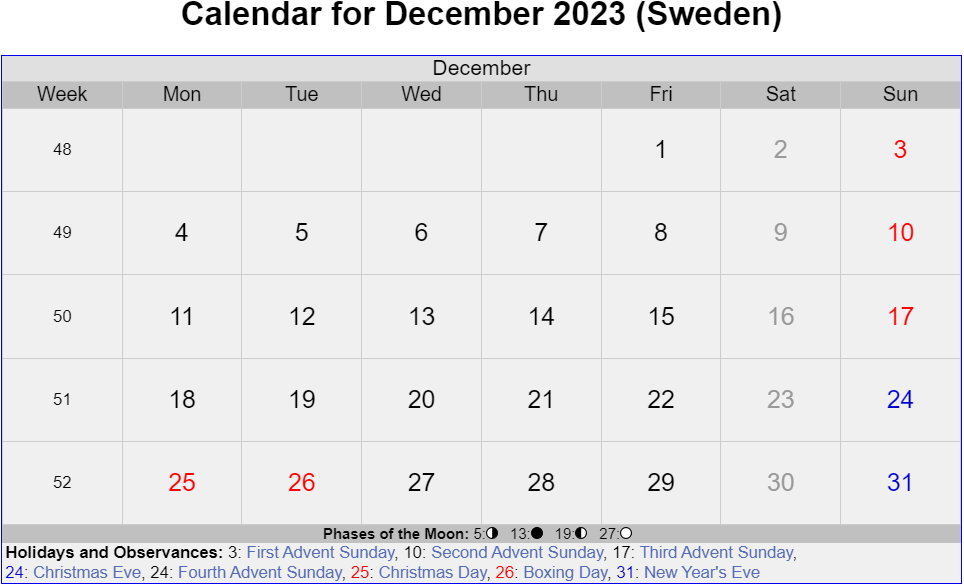 Calendar for December 2023 (Sweden)
December
Week Mon Tue Wed Thu Fri Sat Sun
48 1 2 3
49 4 5 6 7 8 9 10
50 11 12 13 14 15 16 17
51 18 19 20 21 22 23 24
52 25 26 27 28 29 30 31
Phases of the Moon: 5: 13: 19: 27:
Holidays and Observances: 3: First Advent Sunday, 10: Second Advent Sunday, 17: Third Advent Sunday,
24: Christmas Eve, 24: Fourth Advent Sunday, 25: Christmas Day, 26: Boxing Day, 31: New Year's Eve